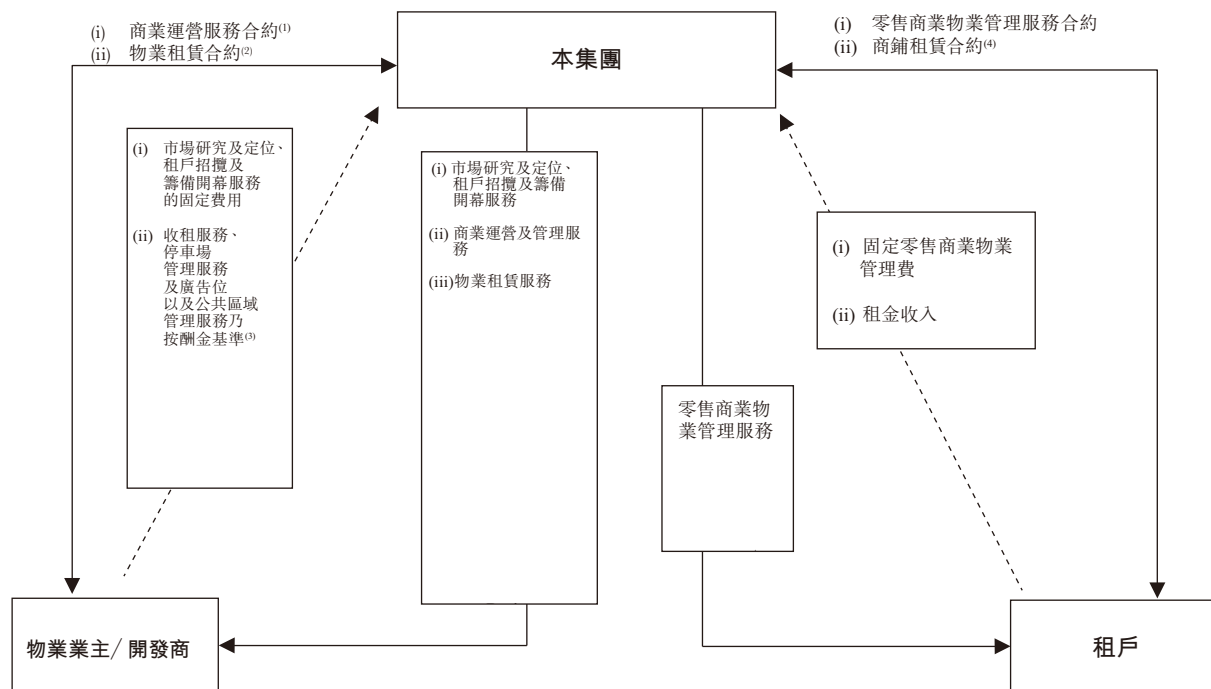 (i) 商業運營服務合約(1)
(ii) 物業租賃合約(2)
本集團
(i) 零售商業物業管理服務合約
(ii) 商鋪租賃合約(4)
(i) 市場研究及定位、
租戶招攬及
籌備開幕服務
的固定費用
(ii) 收租服務、
停車場
管理服務
及廣告位
以及公共區域
管理服務乃
按酬金基準(3)
(i) 市場研究及定位、
租戶招攬及籌備
開幕服務
(ii) 商業運營及管理服
務
(iii)物業租賃服務
零售商業物
業管理服務
(i) 固定零售商業物業
管理費
(ii) 租金收入
物業業主/開發商
租戶